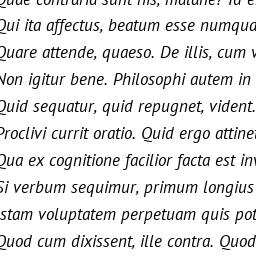 Quae contraria sunt his, malane? Id e
Qui ita affectus, beatum esse numqua
Quare attende, quaeso. De illis, cum v
Non igitur bene. Philosophi autem in
Quid sequatur, quid repugnet, vident.
Proclivi currit oratio. Quid ergo attinet
Qua ex cognitione facilior facta est inv
Si verbum sequimur, primum longius
Istam voluptatem perpetuam quis pot
Quod cum dixissent, ille contra. Quod